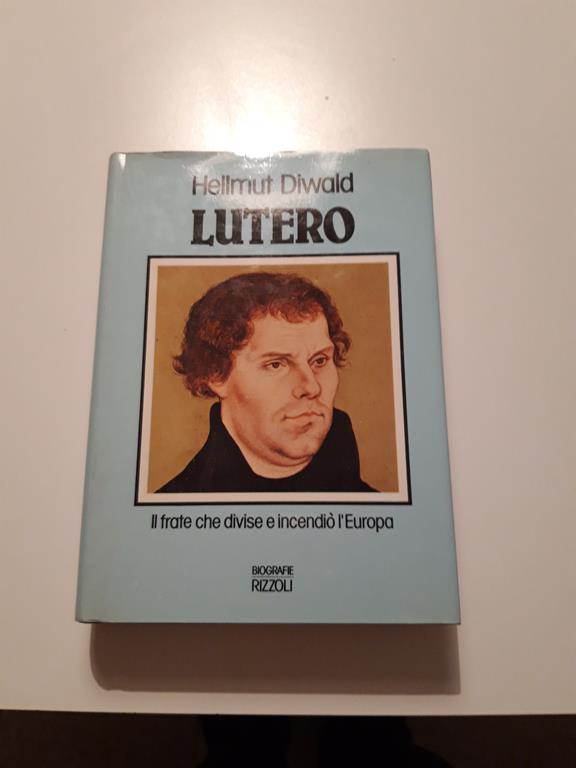 Hellmut Diwald
LUTERO
Il frate che divise e incendiò l'Europa
BIOGRAFIE
RIZZOLI